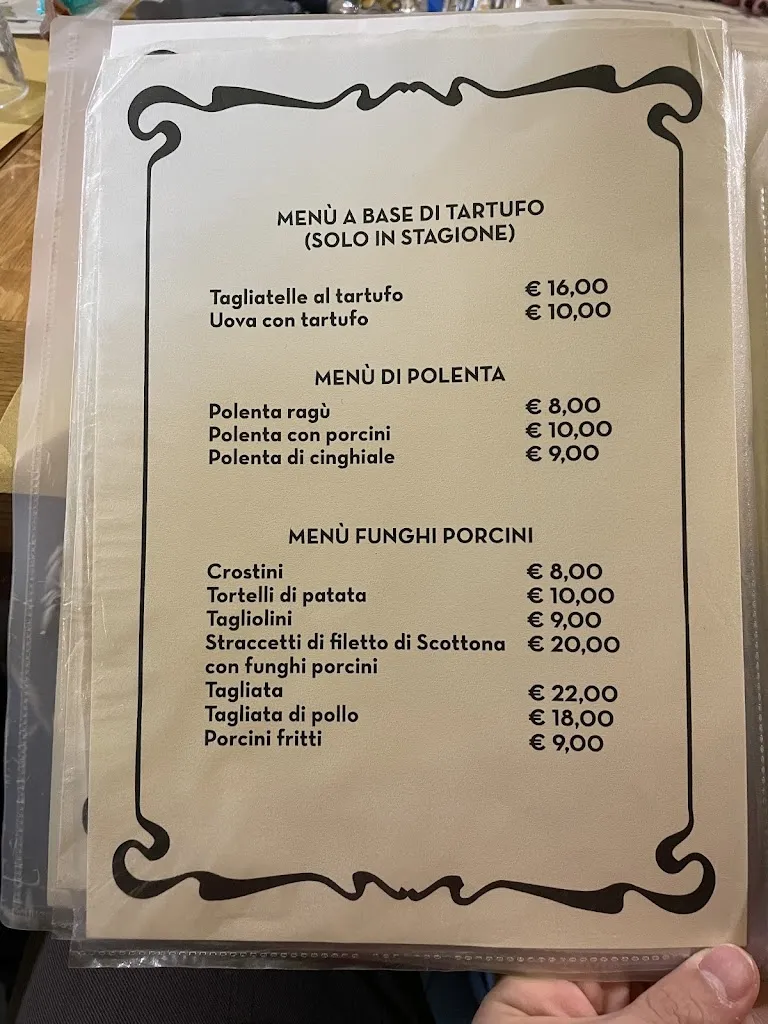 MENÙ A BASE DI TARTUFO
(SOLO IN STAGIONE)
Tagliatelle al tartufo € 16,00
Uova con tartufo € 10,00
MENÙ DI POLENTA
Polenta ragù € 8,00
Polenta con porcini € 10,00
Polenta di cinghiale € 9,00
MENÙ FUNGHI PORCINI
Crostini € 8,00
Tortelli di patata € 10,00
Tagliolini € 9,00
Straccetti di filetto di Scottona € 20,00
con funghi porcini
Tagliata € 22,00
Tagliata di pollo € 18,00
Porcini fritti € 9,00